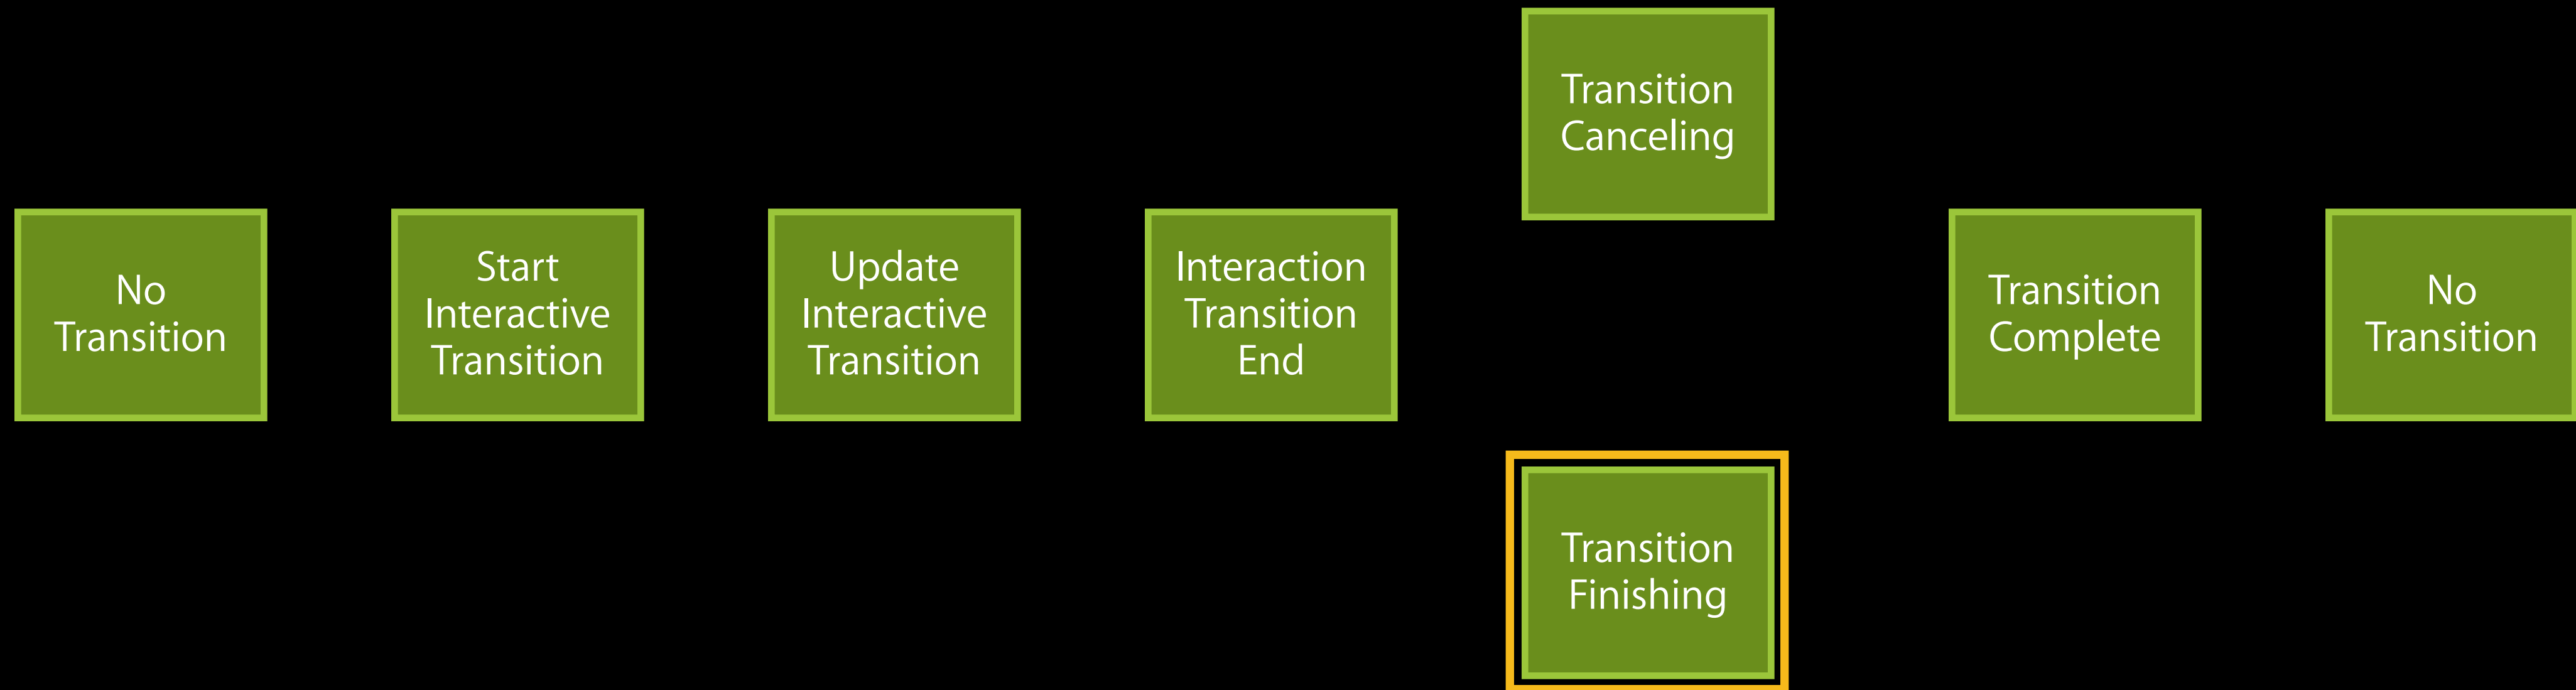 No
Transition
Start
Interactive
Transition
Update
Interactive
Transition
Interaction
Transition
End
Transition
Canceling
Transition
Finishing
Transition
Complete
No
Transition